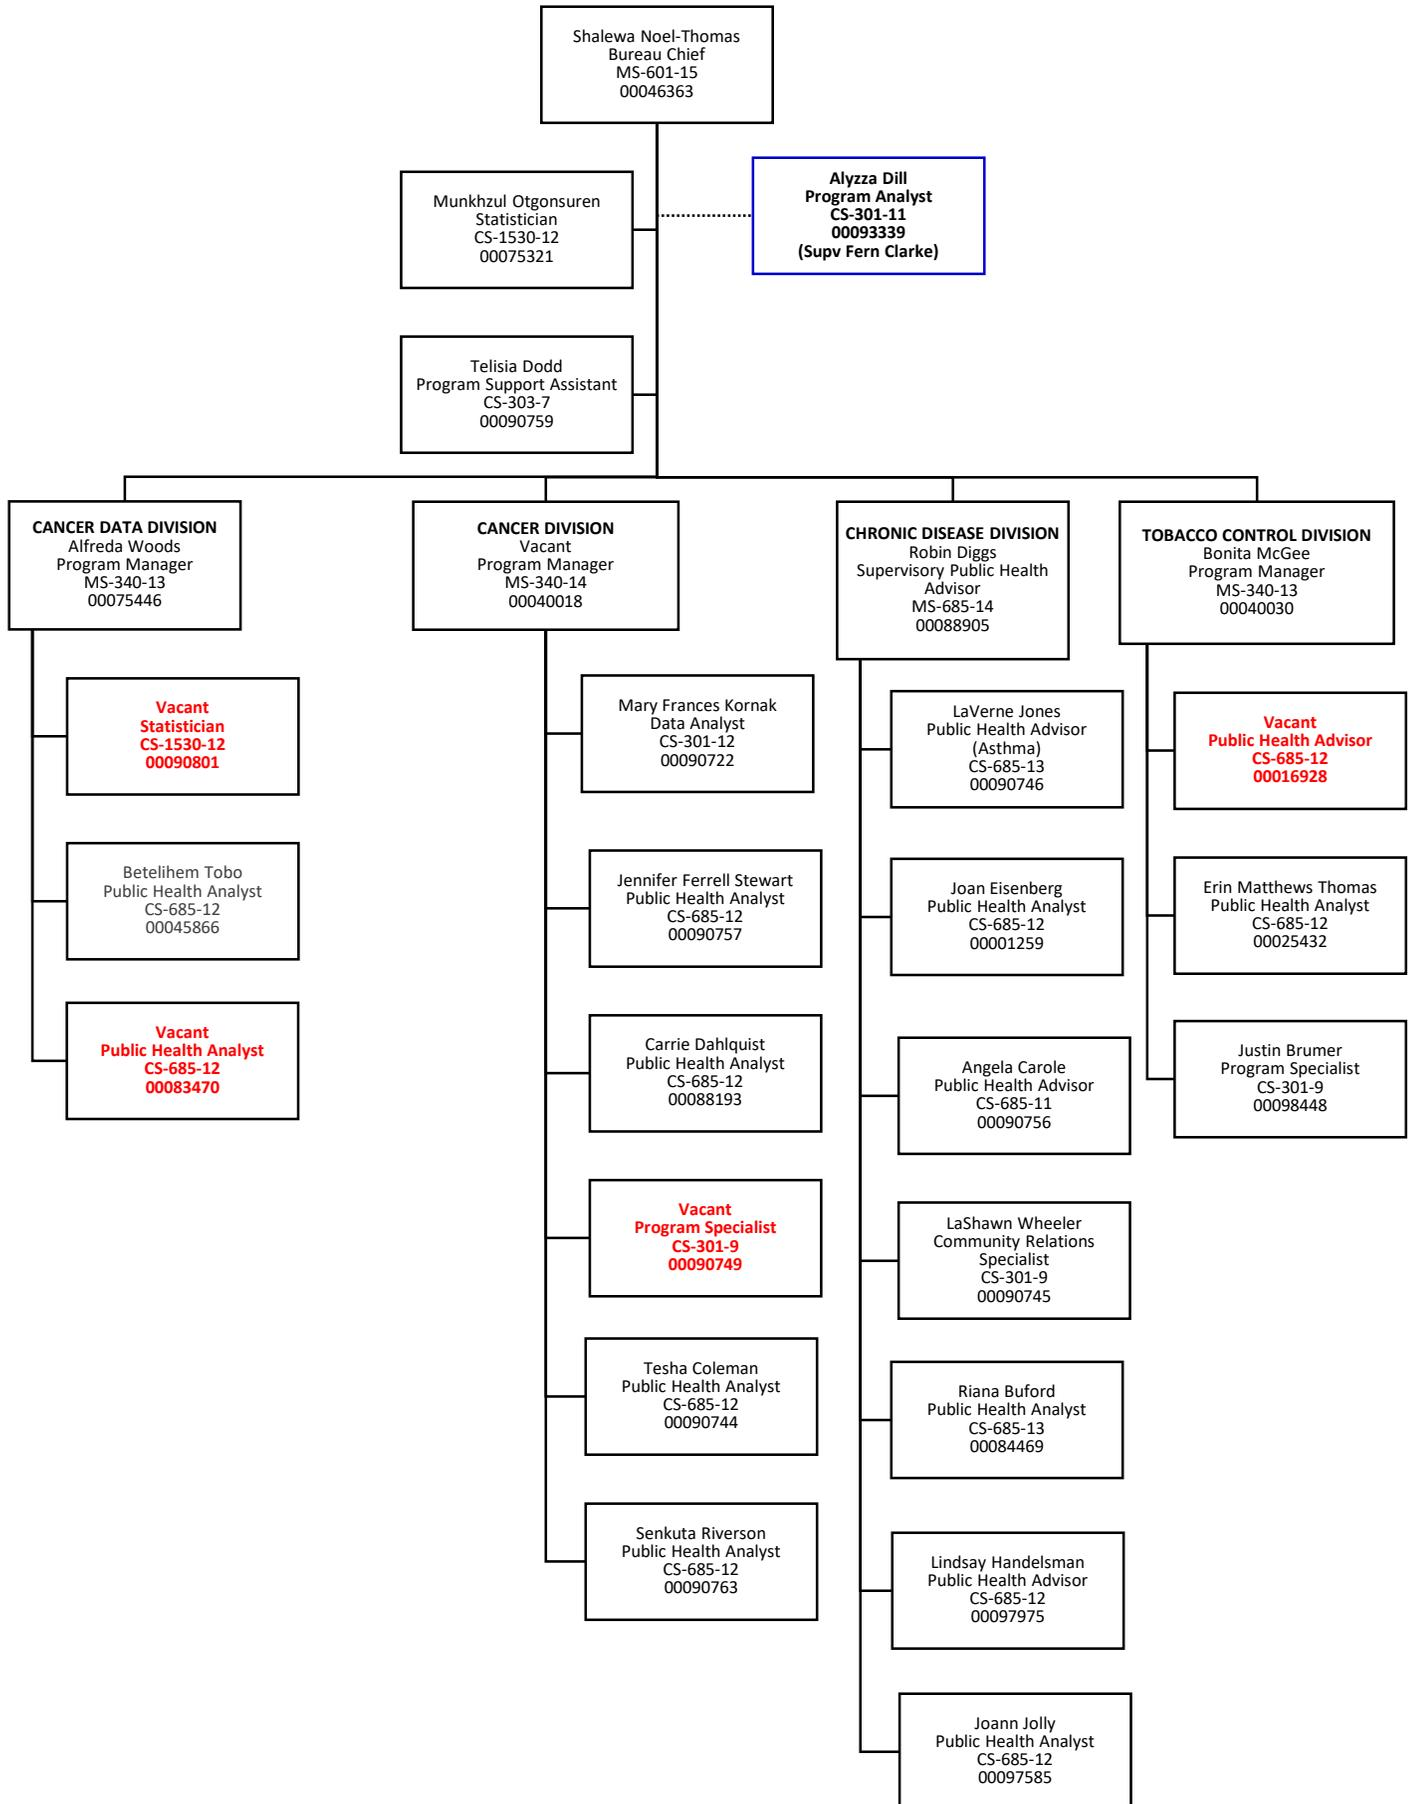 Shalewa Noel-Thomas
Bureau Chief
MS-601-15
00046363
Munkhzul Otgonsuren
Statistician
CS-1530-12
00075321
Alyzza Dill
Program Analyst
CS-301-11
00093339
(Supv Fern Clarke)
Telisia Dodd
Program Support Assistant
CS-303-7
00090759
CANCER DATA DIVISION
Alfreda Woods
Program Manager
MS-340-13
00075446
Vacant
Statistician
CS-1530-12
00090801
Betelihem Tobo
Public Health Analyst
CS-685-12
00045866
Vacant
Public Health Analyst
CS-685-12
00083470
CANCER DIVISION
Vacant
Program Manager
MS-340-14
00040018
Mary Frances Kornak
Data Analyst
CS-301-12
00090722
Jennifer Ferrell Stewart
Public Health Analyst
CS-685-12
00090757
Carrie Dahlquist
Public Health Analyst
CS-685-12
00088193
Vacant
Program Specialist
CS-301-9
00090749
Tesha Coleman
Public Health Analyst
CS-685-12
00090744
Senkuta Riverson
Public Health Analyst
CS-685-12
00090763
CHRONIC DISEASE DIVISION
Robin Diggs
Supervisory Public Health
Advisor
MS-685-14
00088905
LaVerne Jones
Public Health Advisor
(Asthma)
CS-685-13
00090746
Joan Eisenberg
Public Health Analyst
CS-685-12
00001259
Angela Carole
Public Health Advisor
CS-685-11
00090756
LaShawn Wheeler
Community Relations
Specialist
CS-301-9
00090745
Riana Buford
Public Health Analyst
CS-685-13
00084469
Lindsay Handelsman
Public Health Advisor
CS-685-12
00097975
Joann Jolly
Public Health Analyst
CS-685-12
00097585
TOBACCO CONTROL DIVISION
Bonita McGee
Program Manager
MS-340-13
00040030
Vacant
Public Health Advisor
CS-685-12
00016928
Erin Matthews Thomas
Public Health Analyst
CS-685-12
00025432
Justin Brumer
Program Specialist
CS-301-9
00098448